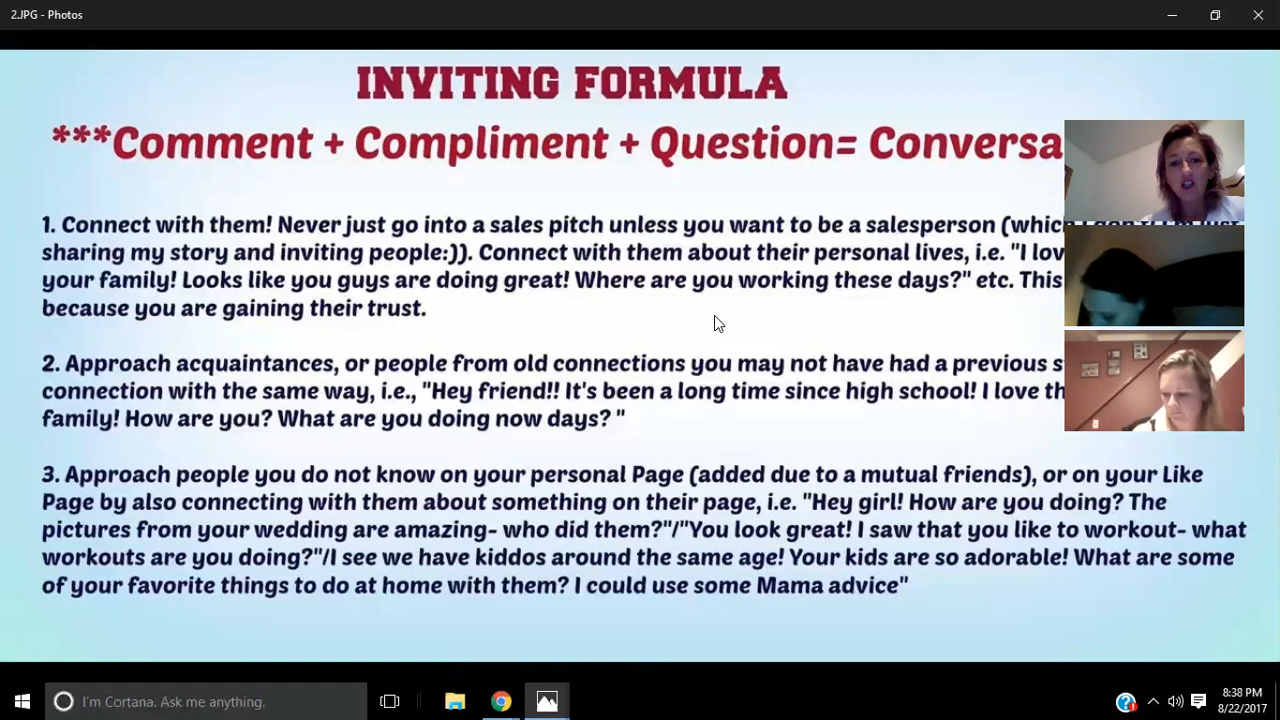 2.JPG - Photos
INVITING FORMULA
***Comment + Compliment + Question= Conversa
1. Connect with them! Never just go into a sales pitch unless you want to be a salesperson (which I don't! I'm just
sharing my story and inviting people:)). Connect with them about their personal lives, i.e. "I lov
your family! Looks like you guys are doing great! Where are you working these days?" etc. This
because you are gaining their trust.
2. Approach acquaintances, or people from old connections you may not have had a previous s
connection with the same way, i.e., "Hey friend!! It's been a long time since high school! I love th
family! How are you? What are you doing now days? "
3. Approach people you do not know on your personal Page (added due to a mutual friends), or on your Like
Page by also connecting with them about something on their page, i.e. "Hey girl! How are you doing? The
pictures from your wedding are amazing- who did them?"/"You look great! I saw that you like to workout- what
workouts are you doing?"/I see we have kiddos around the same age! Your kids are so adorable! What are some
of your favorite things to do at home with them? I could use some Mama advice"
I'm Cortana. Ask me anything.
8:38 PM
8/22/2017